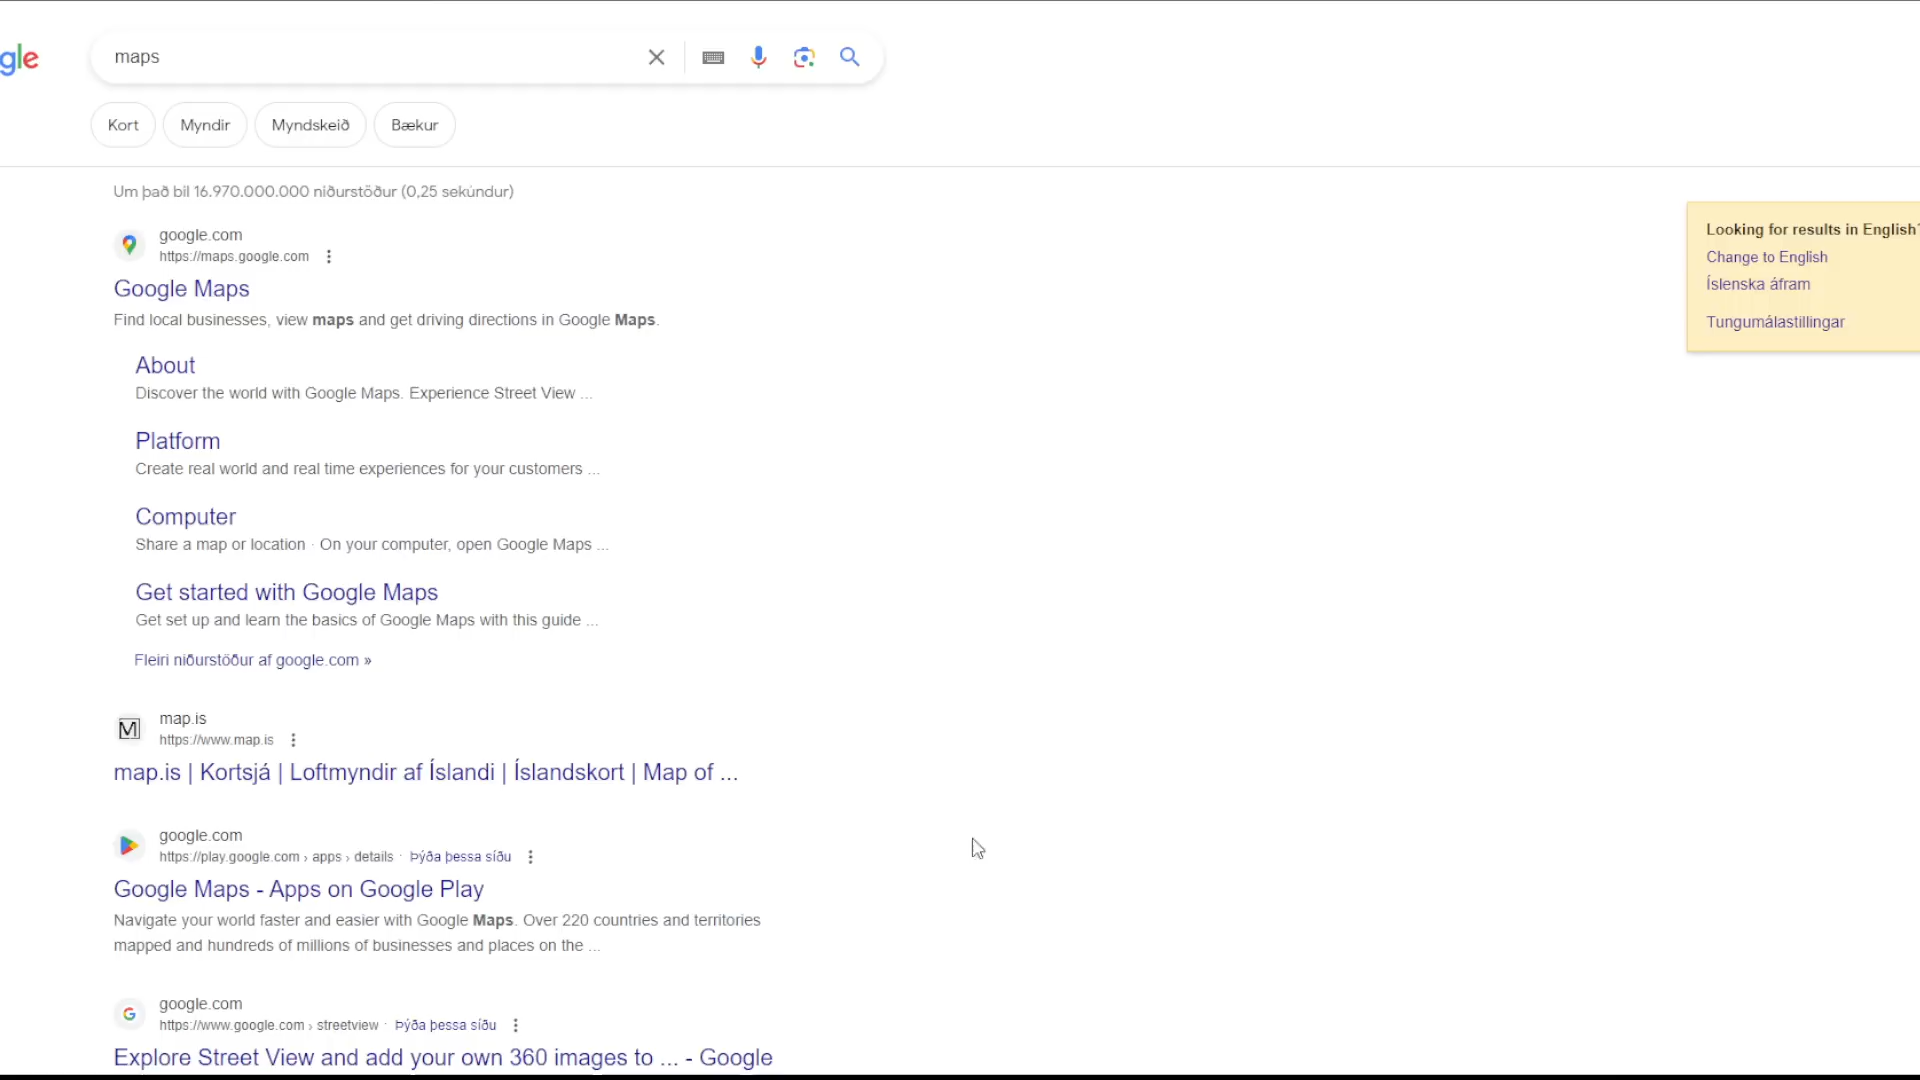 gle
maps
Kort
Myndir
Myndskeið
Bækur
Um það bil 16.970.000.000 niðurstöður (0,25 sekúndur)
Looking for results in English?
Change to English
Íslenska áfram
Tungumálastillingar
google.com
https://maps.google.com
Google Maps
Find local businesses, view maps and get driving directions in Google Maps.
About
Discover the world with Google Maps. Experience Street View ...
Platform
Create real world and real time experiences for your customers ...
Computer
Share a map or location · On your computer, open Google Maps ...
Get started with Google Maps
Get set up and learn the basics of Google Maps with this guide ...
Fleiri niðurstöður af google.com »
M
map.is
https://www.map.is
map.is | Kortsjá | Loftmyndir af Íslandi | Íslandskort | Map of ...
google.com
https://play.google.com › apps › details · Þýða þessa síðu
Google Maps - Apps on Google Play
Navigate your world faster and easier with Google Maps. Over 220 countries and territories
mapped and hundreds of millions of businesses and places on the ...
G
google.com
https://www.google.com › streetview · Þýða þessa síðu
Explore Street View and add your own 360 images to ... - Google